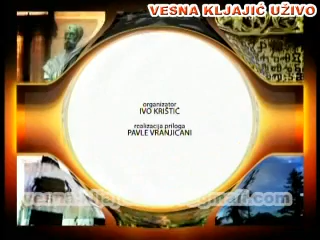 VESNA KLJAJIĆ UŽIVO
organizator
IVO KRIŠTIĆ
realizacija priloga
PAVLE VRANJICANI